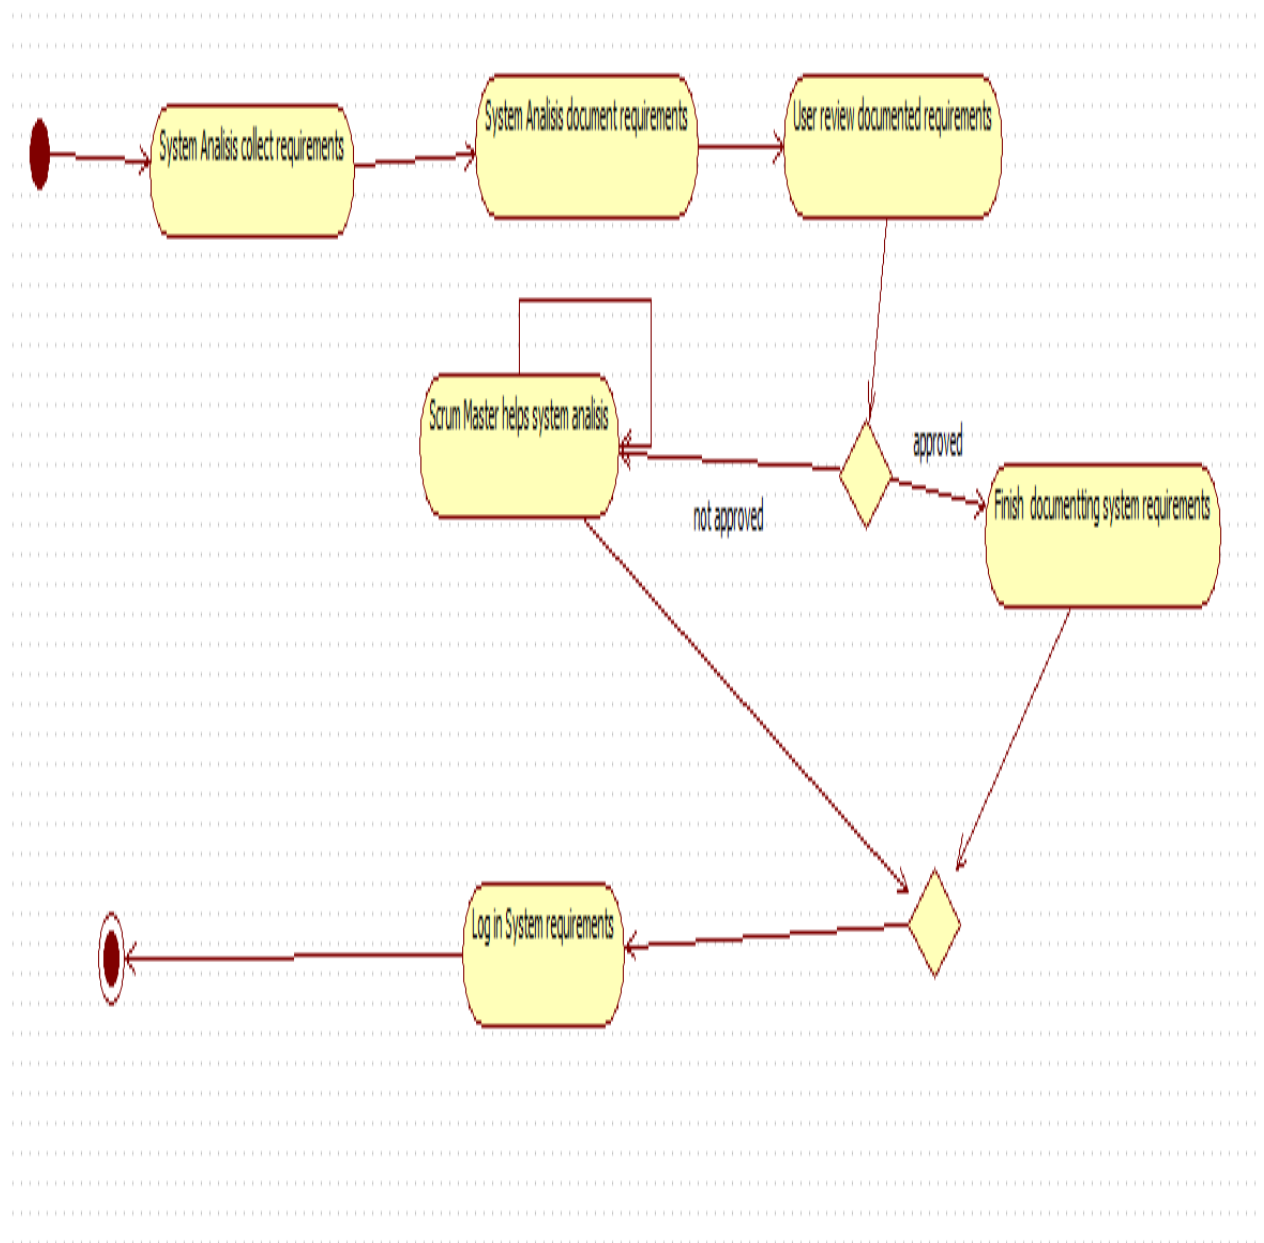 System Analisis collect requirements
System Analisis document requirements
User review documented requirements
Scrum Master helps system analisis
approved
not approved
Finish  documentting system requirements
Log in System requirements